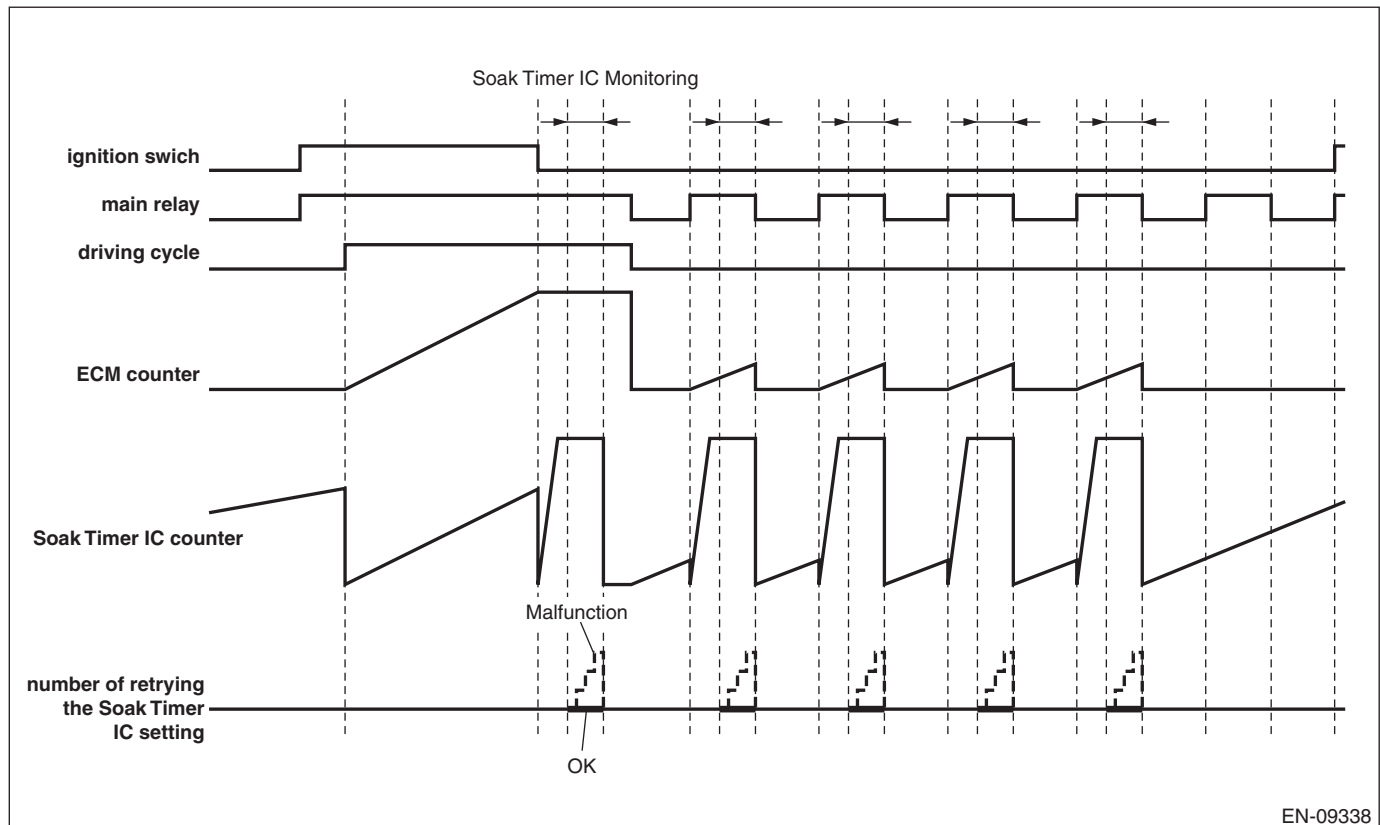 Soak Timer IC Monitoring
ignition swich
main relay
driving cycle
ECM counter
Soak Timer IC counter
Malfunction
number of retrying
the Soak Timer
IC setting
OK
EN-09338